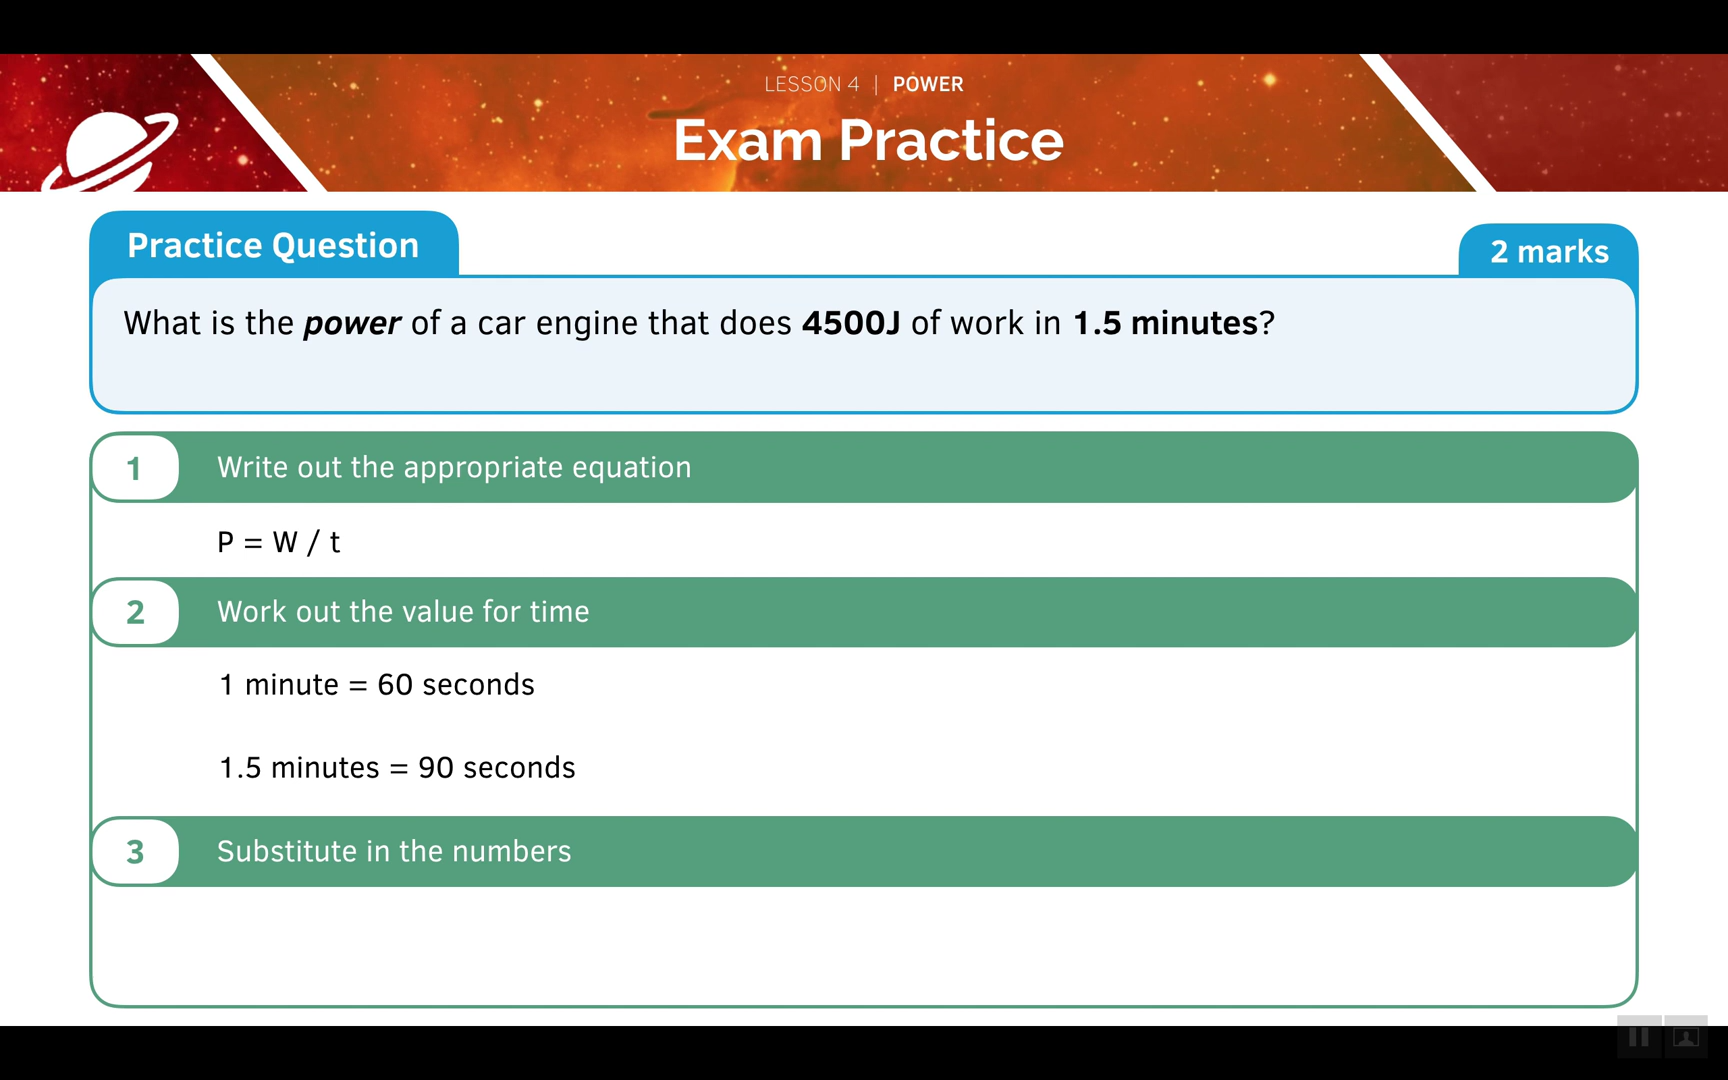 LESSON 4 | POWER
Exam Practice
Practice Question
2 marks
What is the power of a car engine that does 4500J of work in 1.5 minutes?
1 Write out the appropriate equation
P = W / t
2 Work out the value for time
1 minute = 60 seconds
1.5 minutes = 90 seconds
3 Substitute in the numbers